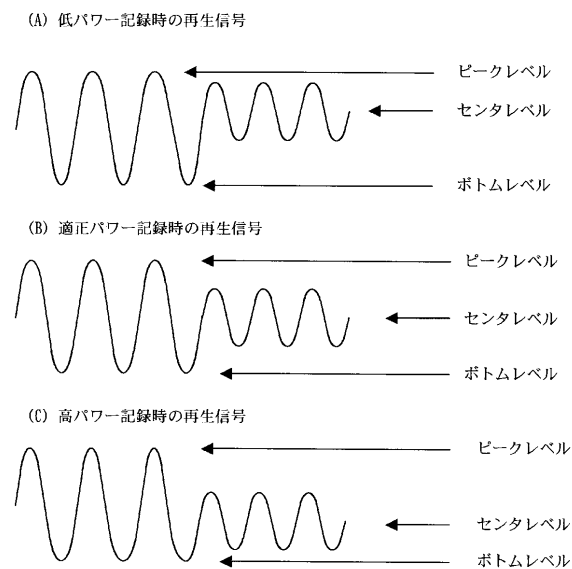 (A) 低パワー記録時の再生信号
ピークレベル
センタレベル
ボトムレベル
(B) 適正パワー記録時の再生信号
ピークレベル
センタレベル
ボトムレベル
(C) 高パワー記録時の再生信号
ピークレベル
センタレベル
ボトムレベル